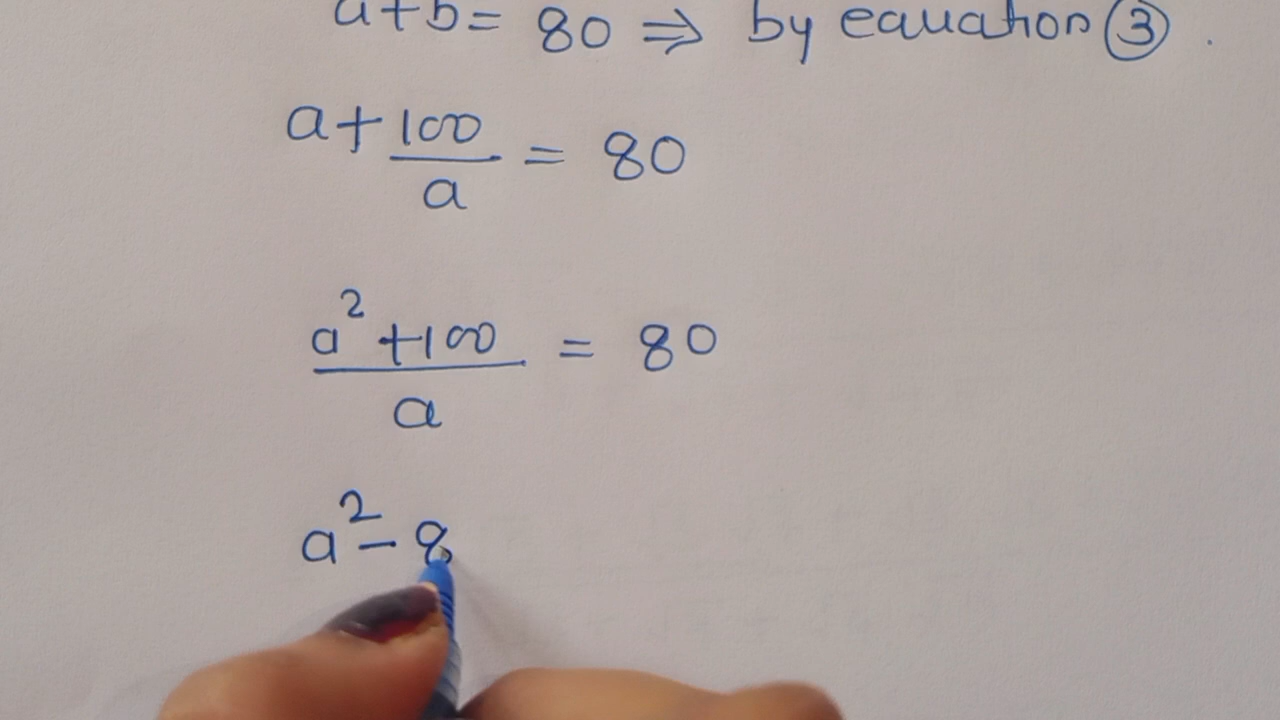 a+b= 80 ⇒ by equation ③ .
a+100/a = 80
a²+100/a = 80
a²-8